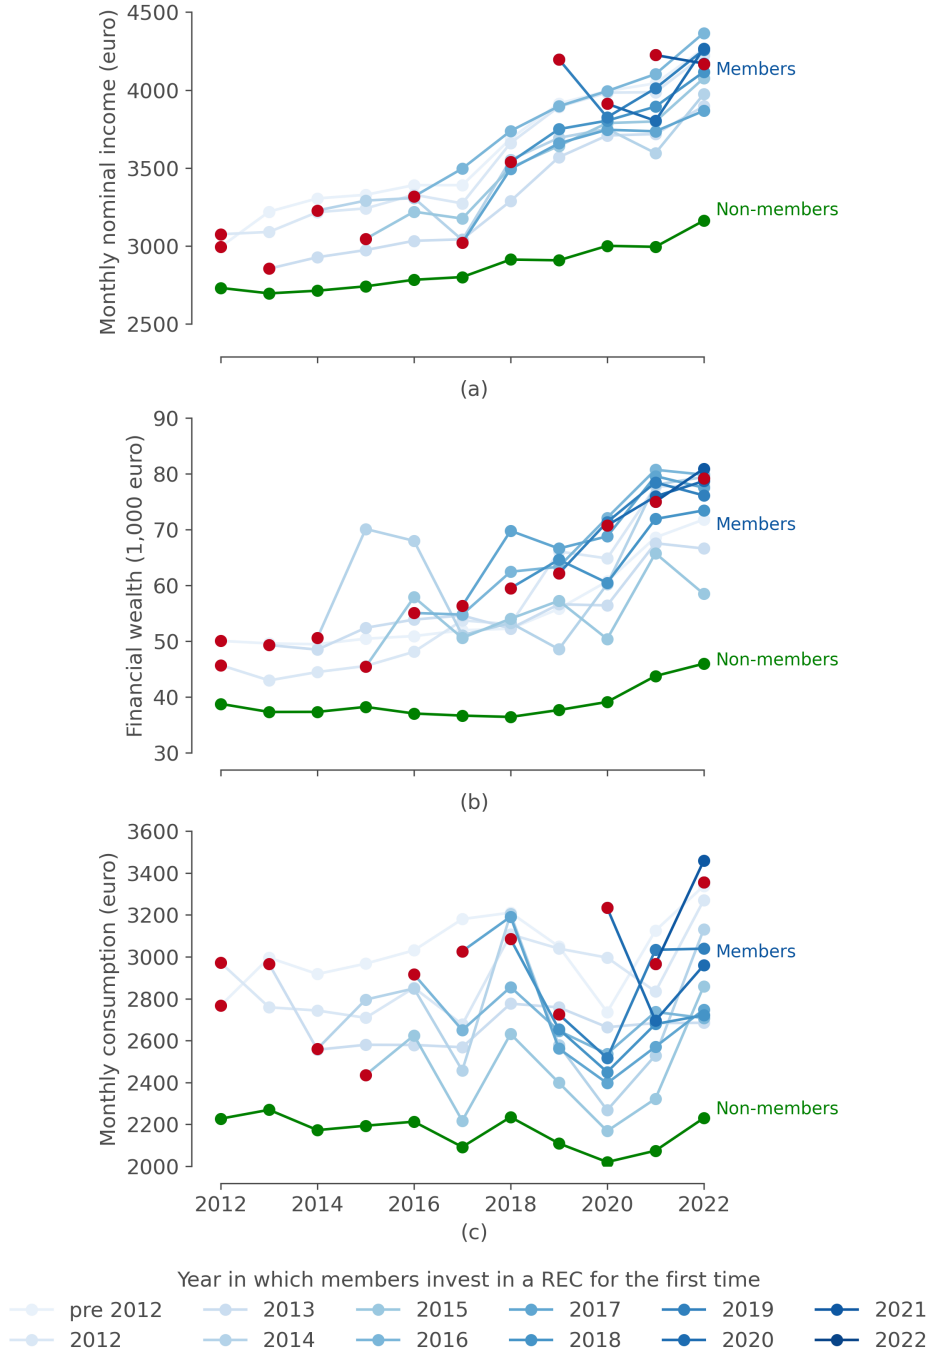 Monthly nominal income (euro)
4500
4000
3500
3000
2500
Members
Non-members
(a)
Financial wealth (1,000 euro)
90
80
70
60
50
40
30
Members
Non-members
(b)
Monthly consumption (euro)
3600
3400
3200
3000
2800
2600
2400
2200
2000
Members
Non-members
2012 2014 2016 2018 2020 2022
(c)
Year in which members invest in a REC for the first time
pre 2012 2013 2015 2017 2019 2021
2012 2014 2016 2018 2020 2022